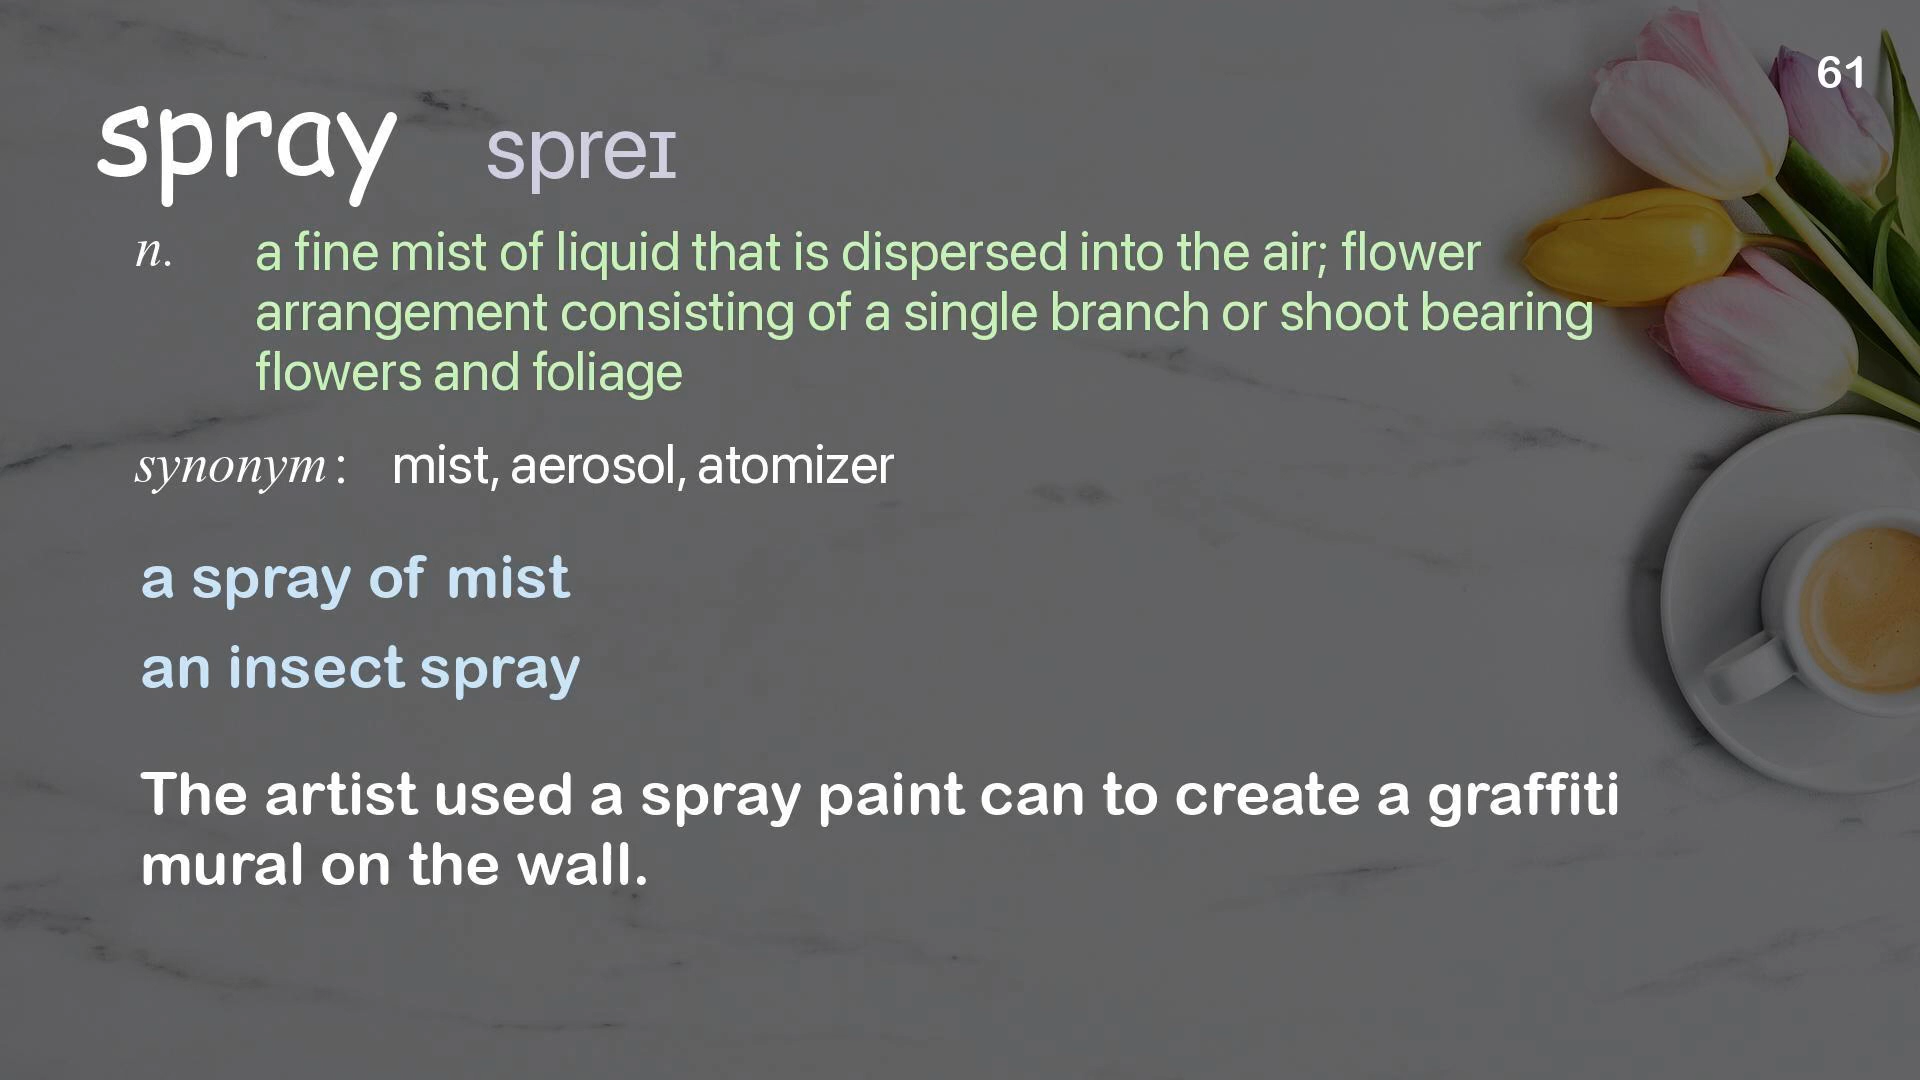 61
spray spreɪ
n. a fine mist of liquid that is dispersed into the air; flower
arrangement consisting of a single branch or shoot bearing
flowers and foliage
synonym : mist, aerosol, atomizer
a spray of mist
an insect spray
The artist used a spray paint can to create a graffiti
mural on the wall.